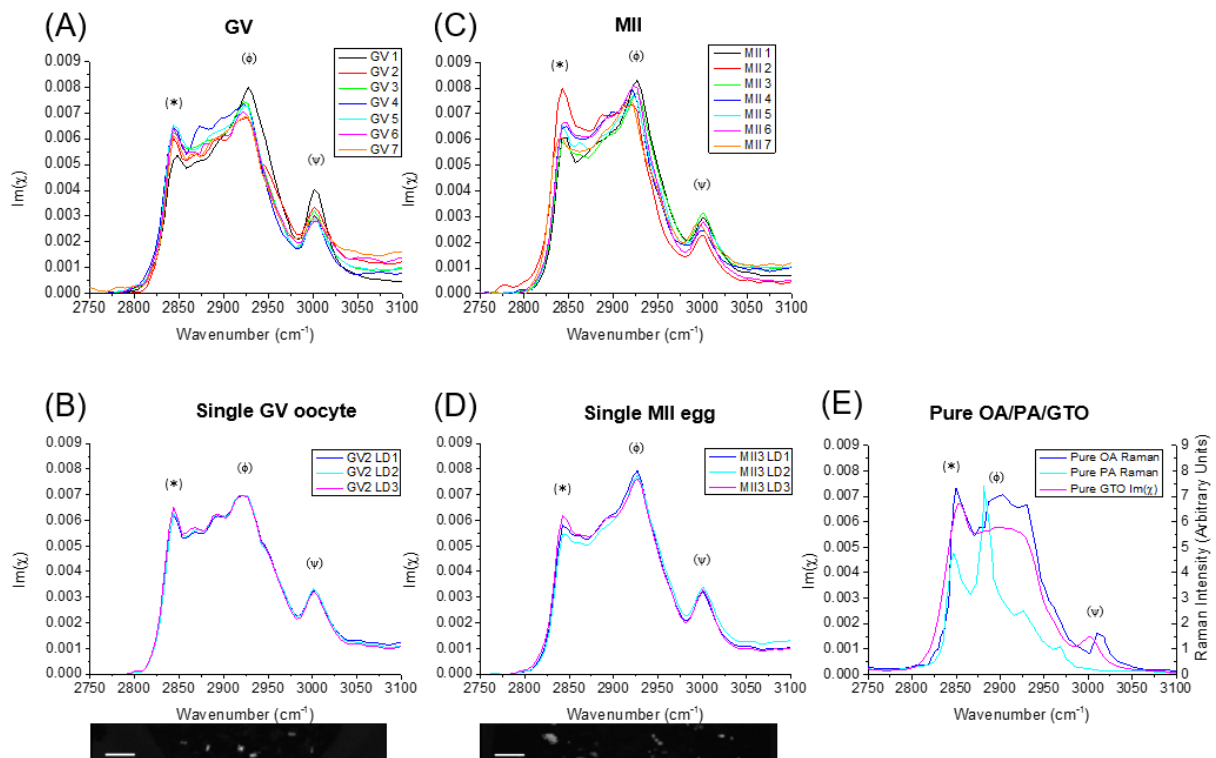 (A)
GV
0.009
0.008
0.007
0.006
0.005
0.004
0.003
0.002
0.001
0.000
Im(χ)
(*)
(ϕ)
(ψ)
GV 1
GV 2
GV 3
GV 4
GV 5
GV 6
GV 7
2750 2800 2850 2900 2950 3000 3050 3100
Wavenumber (cm⁻¹)
(C)
MII
0.009
0.008
0.007
0.006
0.005
0.004
0.003
0.002
0.001
0.000
Im(χ)
(*)
(ϕ)
(ψ)
MII 1
MII 2
MII 3
MII 4
MII 5
MII 6
MII 7
2750 2800 2850 2900 2950 3000 3050 3100
Wavenumber (cm⁻¹)
(B)
Single GV oocyte
0.009
0.008
0.007
0.006
0.005
0.004
0.003
0.002
0.001
0.000
Im(χ)
(*)
(ϕ)
(ψ)
GV2 LD1
GV2 LD2
GV2 LD3
2750 2800 2850 2900 2950 3000 3050 3100
Wavenumber (cm⁻¹)
(D)
Single MII egg
0.009
0.008
0.007
0.006
0.005
0.004
0.003
0.002
0.001
0.000
Im(χ)
(*)
(ϕ)
(ψ)
MII3 LD1
MII3 LD2
MII3 LD3
2750 2800 2850 2900 2950 3000 3050 3100
Wavenumber (cm⁻¹)
(E)
Pure OA/PA/GTO
0.009
0.008
0.007
0.006
0.005
0.004
0.003
0.002
0.001
0.000
Im(χ)
(*)
(ϕ)
(ψ)
Pure OA Raman
Pure PA Raman
Pure GTO Im(χ)
9
8
7
6
5
4
3
2
1
0
Raman Intensity (Arbitrary Units)
2750 2800 2850 2900 2950 3000 3050 3100
Wavenumber (cm⁻¹)